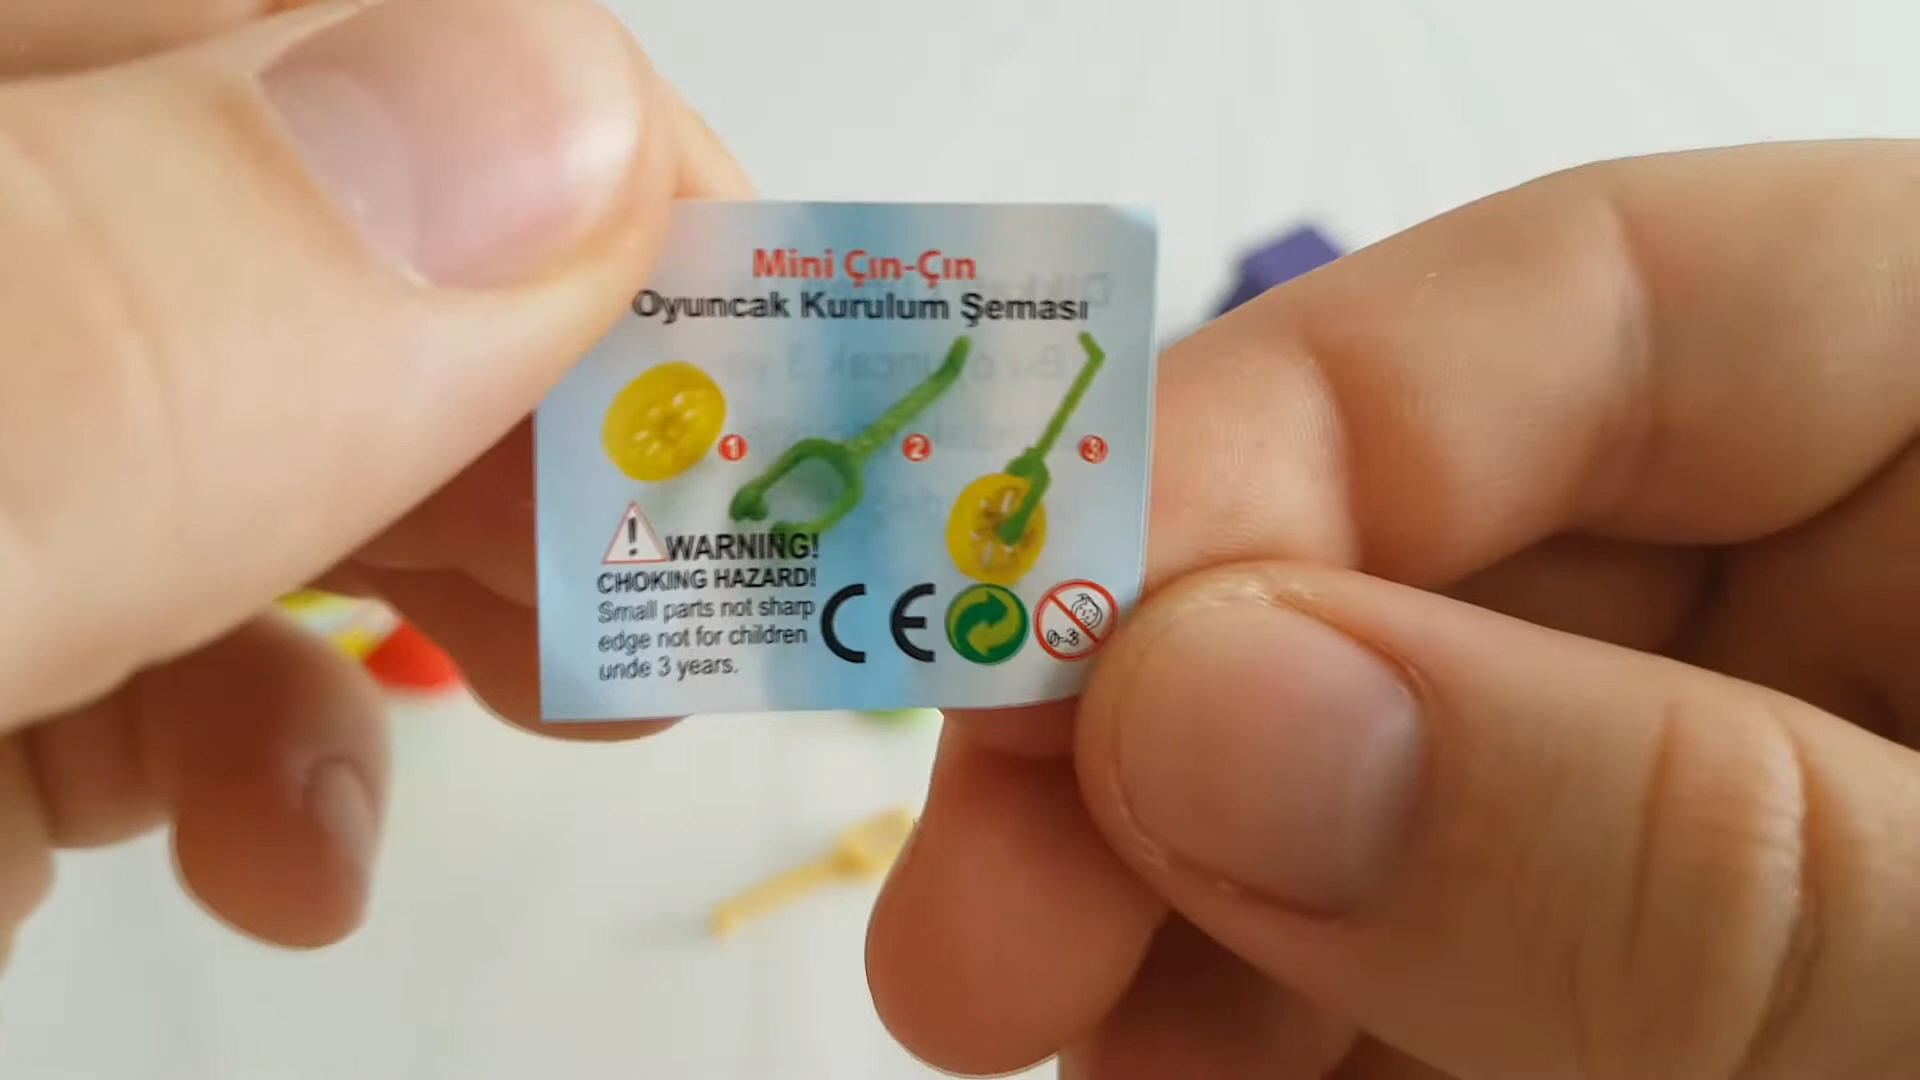 Mini Çın-Çın
Oyuncak Kurulum Şeması
1 2 3
WARNING!
CHOKING HAZARD!
Small parts not sharp
edge not for children
unde 3 years.
CE
0-3